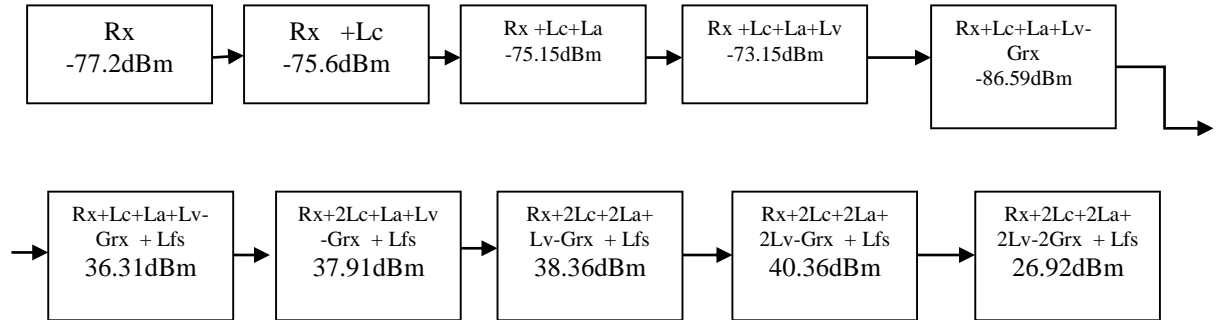 Rx
-77.2dBm
Rx +Lc
-75.6dBm
Rx +Lc+La
-75.15dBm
Rx +Lc+La+Lv
-73.15dBm
Rx+Lc+La+Lv-
Grx
-86.59dBm
Rx+Lc+La+Lv-
Grx + Lfs
36.31dBm
Rx+2Lc+La+Lv
-Grx + Lfs
37.91dBm
Rx+2Lc+2La+
Lv-Grx + Lfs
38.36dBm
Rx+2Lc+2La+
2Lv-Grx + Lfs
40.36dBm
Rx+2Lc+2La+
2Lv-2Grx + Lfs
26.92dBm